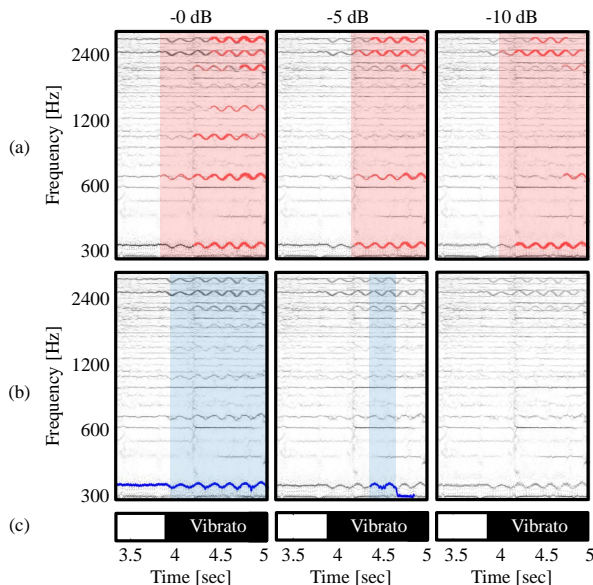 -0 dB -5 dB -10 dB
(a)
Frequency [Hz]
2400
1200
600
300
(b)
Frequency [Hz]
2400
1200
600
300
(c)
Vibrato Vibrato Vibrato
3.5 4 4.5 5 3.5 4 4.5 5 3.5 4 4.5 5
Time [sec] Time [sec] Time [sec]